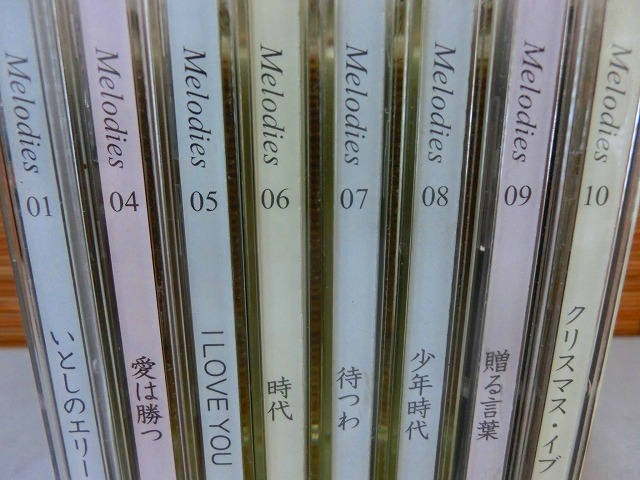 Melodies 01 いとしのエリー
Melodies 04 愛は勝つ
Melodies 05 I LOVE YOU
Melodies 06 時代
Melodies 07 待つわ
Melodies 08 少年時代
Melodies 09 贈る言葉
Melodies 10 クリスマス・イブ